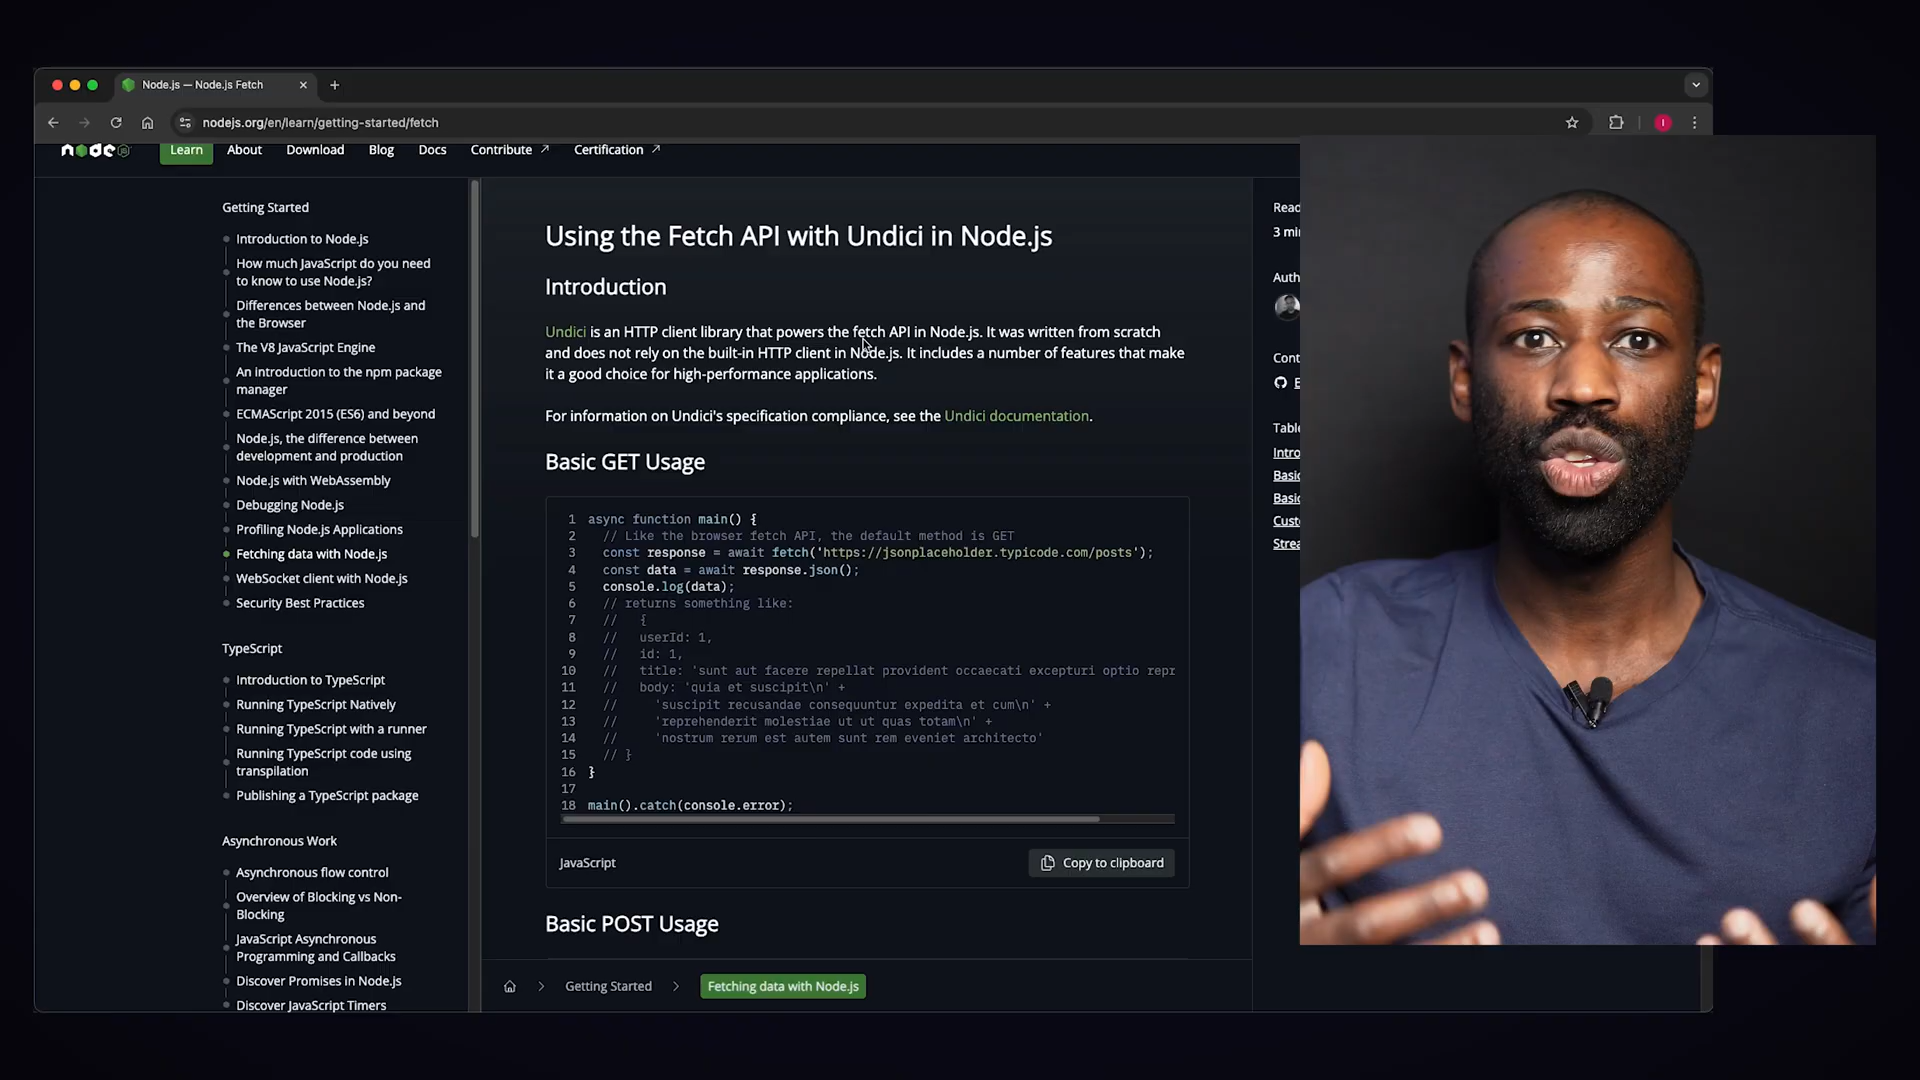 Node.js — Node.js Fetch
nodejs.org/en/learn/getting-started/fetch
node
Learn
About
Download
Blog
Docs
Contribute
Certification
Getting Started
Introduction to Node.js
How much JavaScript do you need
to know to use Node.js?
Differences between Node.js and
the Browser
The V8 JavaScript Engine
An introduction to the npm package
manager
ECMAScript 2015 (ES6) and beyond
Node.js, the difference between
development and production
Node.js with WebAssembly
Debugging Node.js
Profiling Node.js Applications
Fetching data with Node.js
WebSocket client with Node.js
Security Best Practices
TypeScript
Introduction to TypeScript
Running TypeScript Natively
Running TypeScript with a runner
Running TypeScript code using
transpilation
Publishing a TypeScript package
Asynchronous Work
Asynchronous flow control
Overview of Blocking vs Non-
Blocking
JavaScript Asynchronous
Programming and Callbacks
Discover Promises in Node.js
Discover JavaScript Timers
Using the Fetch API with Undici in Node.js
Introduction
Undici is an HTTP client library that powers the fetch API in Node.js. It was written from scratch
and does not rely on the built-in HTTP client in Node.js. It includes a number of features that make
it a good choice for high-performance applications.
For information on Undici's specification compliance, see the Undici documentation.
Basic GET Usage
1 async function main() {
2 // Like the browser fetch API, the default method is GET
3 const response = await fetch('https://jsonplaceholder.typicode.com/posts');
4 const data = await response.json();
5 console.log(data);
6 // returns something like:
7 // {
8 // userId: 1,
9 // id: 1,
10 // title: 'sunt aut facere repellat provident occaecati excepturi optio repr
11 // body: 'quia et suscipit\n' +
12 // 'suscipit recusandae consequuntur expedita et cum\n' +
13 // 'reprehenderit molestiae ut ut quas totam\n' +
14 // 'nostrum rerum est autem sunt rem eveniet architecto'
15 // }
16 }
17
18 main().catch(console.error);
JavaScript
Copy to clipboard
Basic POST Usage
Getting Started
Fetching data with Node.js
Read
3 min
Auth
Cont
Table
Intro
Basic
Basic
Custo
Strea